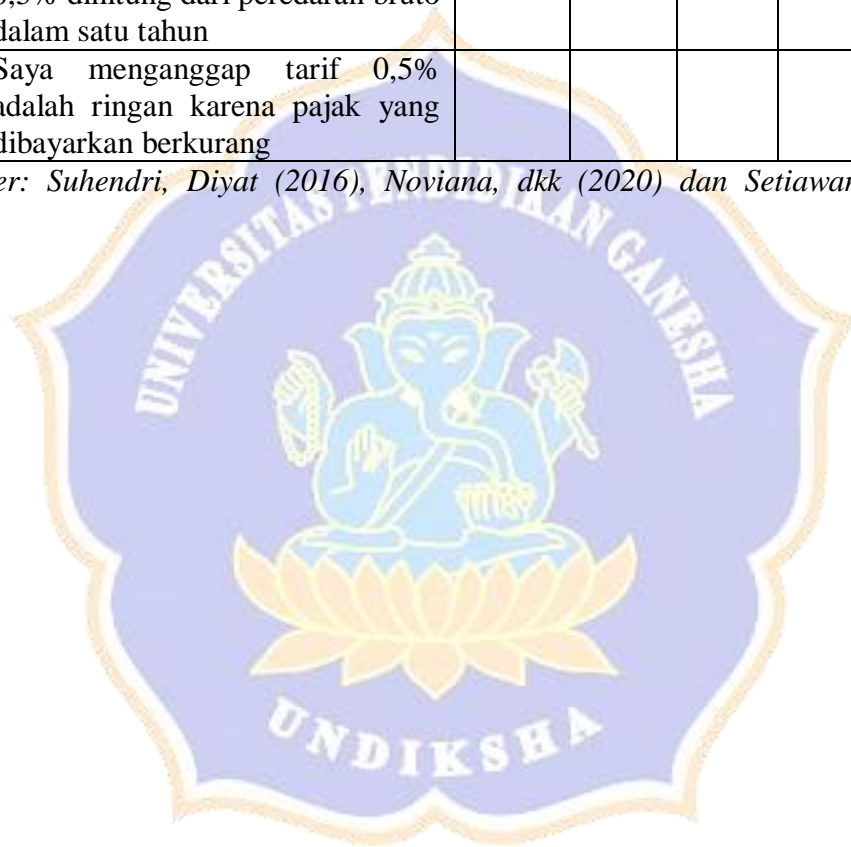 0,5% dihitung dari peredaran bruto
dalam satu tahun
Saya menganggap tarif 0,5%
adalah ringan karena pajak yang
dibayarkan berkurang
er: Suhendri, Diyat (2016), Noviana, dkk (2020) dan Setiawan
UNIVERSITAS PENDIDIKAN GANESHA
UNDIKSHA